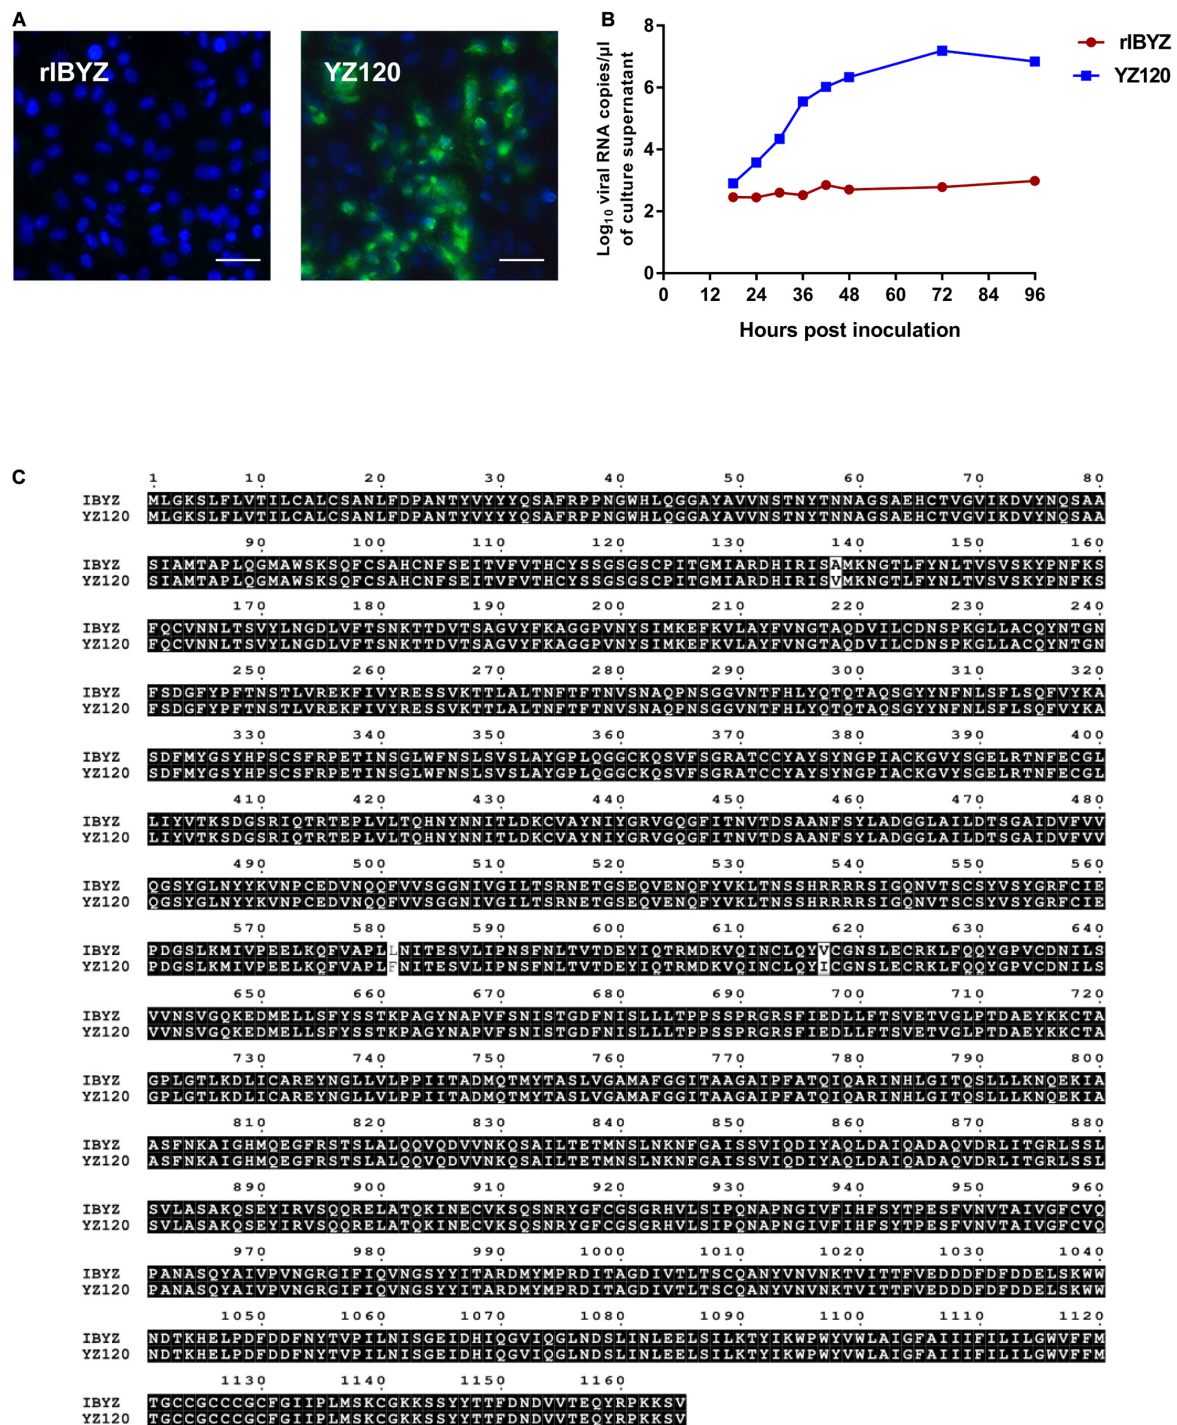 A
rIBYZ
YZ120
B
Log10 viral RNA copies/µl
of culture supernatant
8
6
4
2
0
0 12 24 36 48 60 72 84 96
Hours post inoculation
rIBYZ
YZ120
C
1 10 20 30 40 50 60 70 80
IBYZ MLGKSLFLVTILCALCSANLFDPANTYVYYYQSAFRPPNGWHLQGGAYAVVNSTNYTNNAGSAEHCTVGVIKDVYNQSAA
YZ120 MLGKSLFLVTILCALCSANLFDPANTYVYYYQSAFRPPNGWHLQGGAYAVVNSTNYTNNAGSAEHCTVGVIKDVYNQSAA
90 100 110 120 130 140 150 160
IBYZ SIAMTAPLQGMAWSKSQFCSAHCNFSEITVFVTHCYSSGSGSCPITGMIARDHIRISAMKNGTLFYNLTVSVSKYPNFKS
YZ120 SIAMTAPLQGMAWSKSQFCSAHCNFSEITVFVTHCYSSGSGSCPITGMIARDHIRISVMKNGTLFYNLTVSVSKYPNFKS
170 180 190 200 210 220 230 240
IBYZ FQCVNNLTSVYLNGDLVFTSNKTTDVTSAGVYFKAGGPVNYSIMKEFKVLAYFVNGTAQDVILCDNSPKGLLACQYNTGN
YZ120 FQCVNNLTSVYLNGDLVFTSNKTTDVTSAGVYFKAGGPVNYSIMKEFKVLAYFVNGTAQDVILCDNSPKGLLACQYNTGN
250 260 270 280 290 300 310 320
IBYZ FSDGFYPFTNSTLVREKFIVYRESSVKTTLALTNFTFTNVSNAQPNSGGVNTFHLYQTQTAQSGYYNFNLSFLSQFVYKA
YZ120 FSDGFYPFTNSTLVREKFIVYRESSVKTTLALTNFTFTNVSNAQPNSGGVNTFHLYQTQTAQSGYYNFNLSFLSQFVYKA
330 340 350 360 370 380 390 400
IBYZ SDFMYGSYHPSCSFRPETINSGLWFNSLSVSLAYGPLQGGCKQSVFSGRATCCYAYSYNGPIACKGVYSGELRTNFECGL
YZ120 SDFMYGSYHPSCSFRPETINSGLWFNSLSVSLAYGPLQGGCKQSVFSGRATCCYAYSYNGPIACKGVYSGELRTNFECGL
410 420 430 440 450 460 470 480
IBYZ LIYVTKSDGSRIQTRTEPLVLTQHNYNNITLDKCVAYNIYGRVGQGFITNVTDSAANFSYLADGGLAILDTSGAIDVFVV
YZ120 LIYVTKSDGSRIQTRTEPLVLTQHNYNNITLDKCVAYNIYGRVGQGFITNVTDSAANFSYLADGGLAILDTSGAIDVFVV
490 500 510 520 530 540 550 560
IBYZ QGSYGLNYYKVNPCEDVNQQFVVSGGNIVGILTSRNETGSEQVENQFYVKLTNSSHRRRRSIGQNVTSCSYVSYGRFCIE
YZ120 QGSYGLNYYKVNPCEDVNQQFVVSGGNIVGILTSRNETGSEQVENQFYVKLTNSSHRRRRSIGQNVTSCSYVSYGRFCIE
570 580 590 600 610 620 630 640
IBYZ PDGSLKMIVPEELKQFVAPLLNITESVLIPNSFNLTVTDEYIQTRMDKVQINCLQYVCGNSLECRKLFQQYGPVCDNILS
YZ120 PDGSLKMIVPEELKQFVAPLFNITESVLIPNSFNLTVTDEYIQTRMDKVQINCLQYICGNSLECRKLFQQYGPVCDNILS
650 660 670 680 690 700 710 720
IBYZ VVNSVGQKEDMELLSFYSSTKPAGYNAPVFSNISTGDFNISLLLTPPSSPRGRSFIEDLLFTSVETVGLPTDAEYKKCTA
YZ120 VVNSVGQKEDMELLSFYSSTKPAGYNAPVFSNISTGDFNISLLLTPPSSPRGRSFIEDLLFTSVETVGLPTDAEYKKCTA
730 740 750 760 770 780 790 800
IBYZ GPLGTLKDLICAREYNGLLVLPPIITADMQTMYTASLVGAMAFGGITAAGAIPFATQIQARINHLGITQSLLLKNQEKIA
YZ120 GPLGTLKDLICAREYNGLLVLPPIITADMQTMYTASLVGAMAFGGITAAGAIPFATQIQARINHLGITQSLLLKNQEKIA
810 820 830 840 850 860 870 880
IBYZ ASFNKAIGHMQEGFRSTSLALQQVQDVVNKQSAILTETMNSLNKNFGAISSVIQDIYAQLDAIQADAQVDRLITGRLSSL
YZ120 ASFNKAIGHMQEGFRSTSLALQQVQDVVNKQSAILTETMNSLNKNFGAISSVIQDIYAQLDAIQADAQVDRLITGRLSSL
890 900 910 920 930 940 950 960
IBYZ SVLASAKQSEYIRVSQQRELATQKINECVKSQSNRYGFCGSGRHVLSIPQNAPNGIVFIHFSYTPESFVNVTAIVGFCVQ
YZ120 SVLASAKQSEYIRVSQQRELATQKINECVKSQSNRYGFCGSGRHVLSIPQNAPNGIVFIHFSYTPESFVNVTAIVGFCVQ
970 980 990 1000 1010 1020 1030 1040
IBYZ PANASQYAIVPVNGRGIFIQVNGSYYITARDMYMPRDITAGDIVTLTSCQANYVNVNKTVITTFVEDDDFDFDDELSKWW
YZ120 PANASQYAIVPVNGRGIFIQVNGSYYITARDMYMPRDITAGDIVTLTSCQANYVNVNKTVITTFVEDDDFDFDDELSKWW
1050 1060 1070 1080 1090 1100 1110 1120
IBYZ NDTKHELPDFDDFNYTVPILNISGEIDHIQGVIQGLNDSLINLEELSILKTYIKWPWYVWLAIGFAIIIFILILGWVFFM
YZ120 NDTKHELPDFDDFNYTVPILNISGEIDHIQGVIQGLNDSLINLEELSILKTYIKWPWYVWLAIGFAIIIFILILGWVFFM
1130 1140 1150 1160
IBYZ TGCCGCCCGCFGIIPLMSKCGKKSSYYTTFDNDVVTEQYRPKKSV
YZ120 TGCCGCCCGCFGIIPLMSKCGKKSSYYTTFDNDVVTEQYRPKKSV